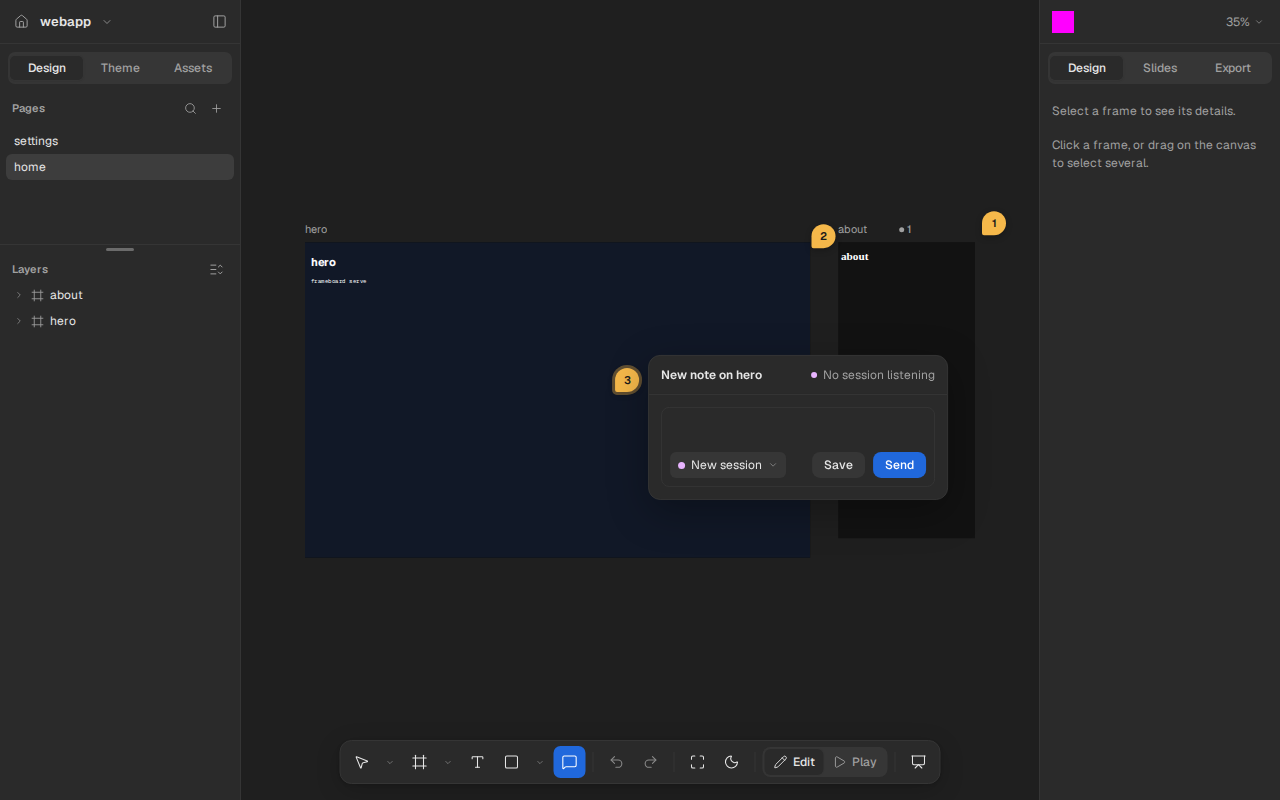 webapp
35%
Design Theme Assets
Design Slides Export
Pages
settings
home
Select a frame to see its details.
Click a frame, or drag on the canvas
to select several.
hero
2
about
1
1
hero
frameboard serve
about
Layers
about
hero
3
New note on hero
No session listening
New session
Save
Send
Edit
Play